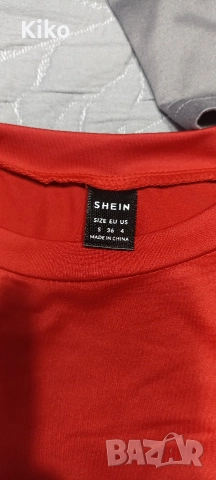 Kiko
SHEIN
SIZE EU US
S 36 4
MADE IN CHINA
BAZAR
bg